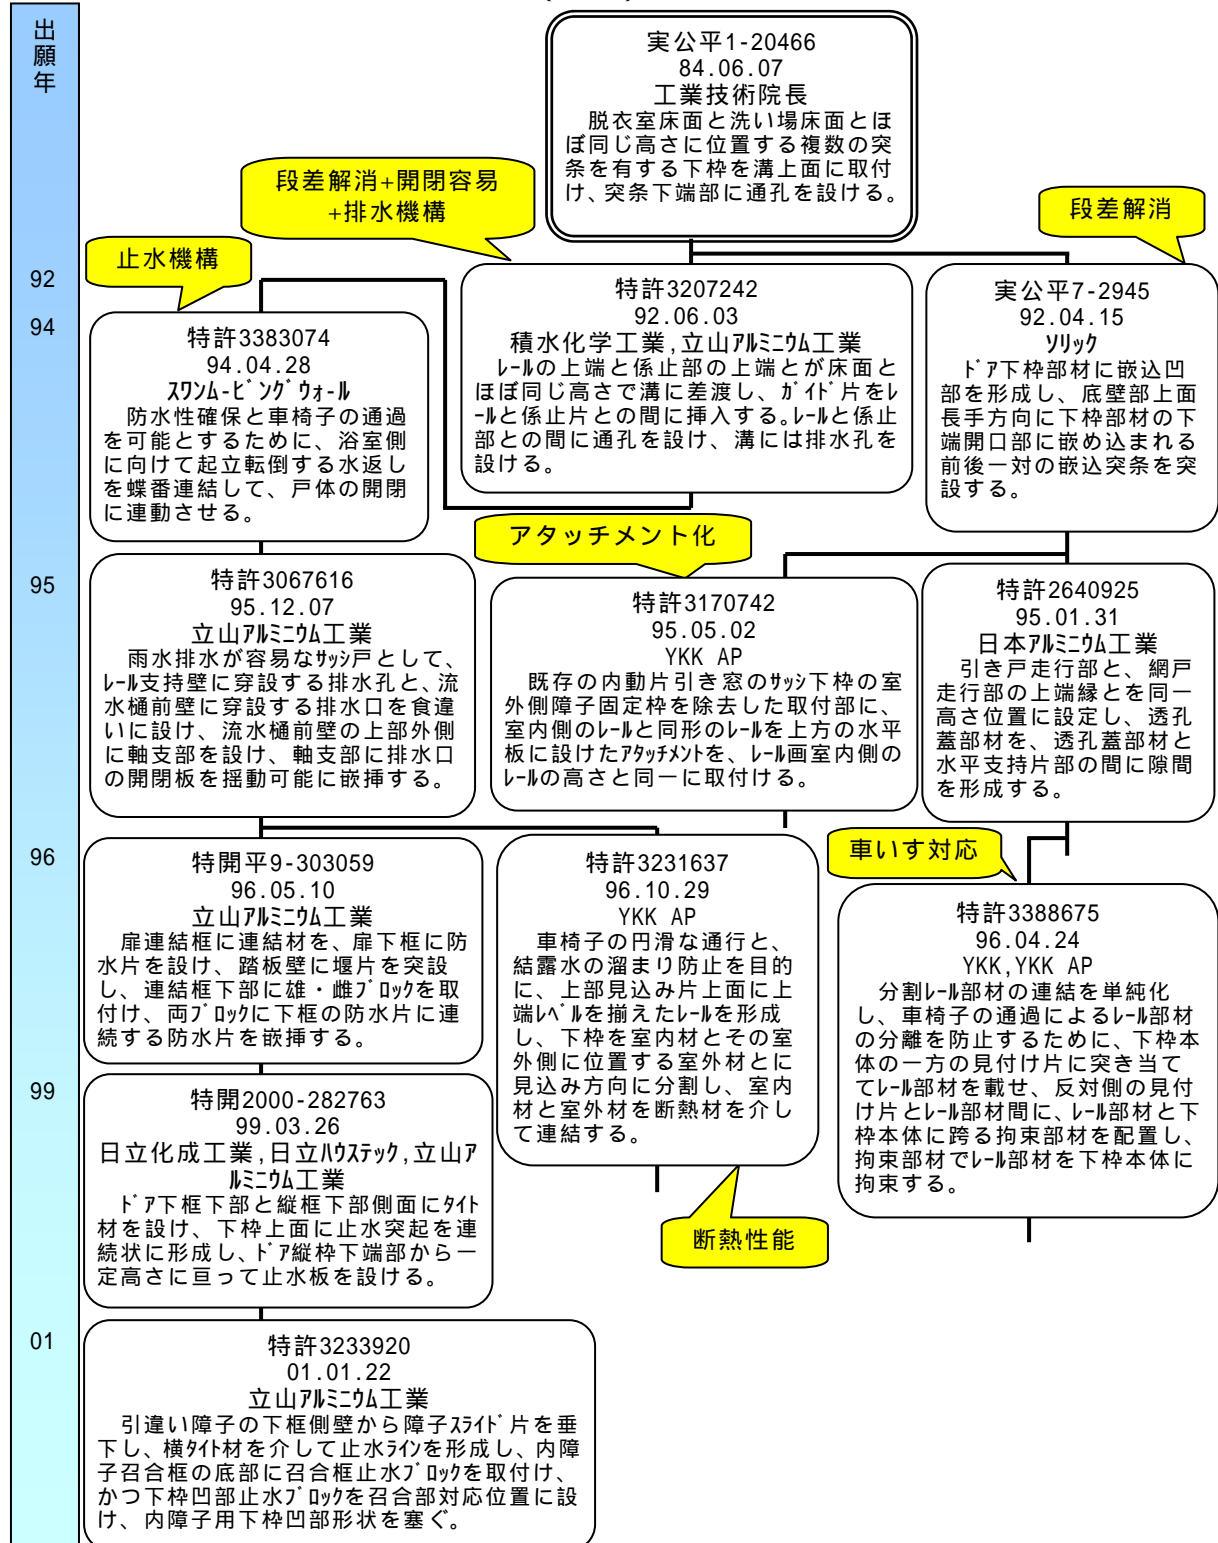 出
願
年
実公平1-20466
84.06.07
工業技術院長
脱衣室床面と洗い場床面とほ
ぼ同じ高さに位置する複数の突
条を有する下枠を溝上面に取付
け、突条下端部に通孔を設ける。
段差解消+開閉容易
+排水機構
段差解消
止水機構
92
特許3207242
92.06.03
積水化学工業,立山ｱﾙﾐﾆｳﾑ工業
ﾚｰﾙの上端と係止部の上端とが床面と
ほぼ同じ高さで溝に差渡し、ｶﾞｲﾄﾞ片をﾚ
ｰﾙと係止片との間に挿入する。ﾚｰﾙと係止
部との間に通孔を設け、溝には排水孔を
設ける。
実公平7-2945
92.04.15
ｿﾘｯｸ
ﾄﾞｱ下枠部材に嵌込凹
部を形成し、底壁部上面
長手方向に下枠部材の下
端開口部に嵌め込まれる
前後一対の嵌込突条を突
設する。
94
特許3383074
94.04.28
ｽﾜﾝﾑ-ﾋﾞﾝｸﾞｳｫ-ﾙ
防水性確保と車椅子の通過
を可能とするために、浴室側
に向けて起立転倒する水返し
を蝶番連結して、戸体の開閉
に連動させる。
アタッチメント化
95
特許3067616
95.12.07
立山ｱﾙﾐﾆｳﾑ工業
雨水排水が容易なｻｯｼ戸として、
ﾚｰﾙ支持壁に穿設する排水孔と、流
水樋前壁に穿設する排水口を食違
いに設け、流水樋前壁の上部外側
に軸支部を設け、軸支部に排水口
の開閉板を揺動可能に嵌挿する。
特許3170742
95.05.02
YKK AP
既存の内動片引き窓のｻｯｼ下枠の室
外側障子固定枠を除去した取付部に、
室内側のﾚｰﾙと同形のﾚｰﾙを上方の水平
板に設けたｱﾀｯﾁﾒﾝﾄを、ﾚｰﾙ画室内側の
ﾚｰﾙの高さと同一に取付ける。
特許2640925
95.01.31
日本ｱﾙﾐﾆｳﾑ工業
引き戸走行部と、網戸
走行部の上端縁とを同一
高さ位置に設定し、透孔
蓋部材を、透孔蓋部材と
水平支持片部の間に隙間
を形成する。
車いす対応
96
特開平9-303059
96.05.10
立山ｱﾙﾐﾆｳﾑ工業
扉連結框に連結材を、扉下框に防
水片を設け、踏板壁に堰片を突設
し、連結框下部に雄・雌ﾌﾞﾛｯｸを取
付け、両ﾌﾞﾛｯｸに下框の防水片に連
続する防水片を嵌挿する。
特許3231637
96.10.29
YKK AP
車椅子の円滑な通行と、
結露水の溜まり防止を目的
に、上部見込み片上面に上
端ﾚﾍﾞﾙを揃えたﾚｰﾙを形成
し、下枠を室内材とその室
外側に位置する室外材とに
見込み方向に分割し、室内
材と室外材を断熱材を介し
て連結する。
特許3388675
96.04.24
YKK,YKK AP
分割ﾚｰﾙ部材の連結を単純化
し、車椅子の通過によるﾚｰﾙ部材
の分離を防止するために、下枠本
体の一方の見付け片に突き当て
てﾚｰﾙ部材を載せ、反対側の見付
け片とﾚｰﾙ部材間に、ﾚｰﾙ部材と下
枠本体に跨る拘束部材を配置し、
拘束部材でﾚｰﾙ部材を下枠本体に
拘束する。
断熱性能
99
特開2000-282763
99.03.26
日立化成工業,日立ﾊｳｽﾃｯｸ,立山ｱ
ﾙﾐﾆｳﾑ工業
ﾄﾞｱ下框下部と縦框下部側面にﾀｲﾄ
材を設け、下枠上面に止水突起を連
続状に形成し､ﾄﾞｱ縦枠下端部から一
定高さに亘って止水板を設ける。
01
特許3233920
01.01.22
立山ｱﾙﾐﾆｳﾑ工業
引違い障子の下框側壁から障子ｽﾗｲﾄﾞ片を垂
下し、横ﾀｲﾄ材を介して止水ﾗｲﾝを形成し、内障
子召合框の底部に召合框止水ﾌﾞﾛｯｸを取付け、
かつ下枠凹部止水ﾌﾞﾛｯｸを召合部対応位置に設
け、内障子用下枠凹部形状を塞ぐ。